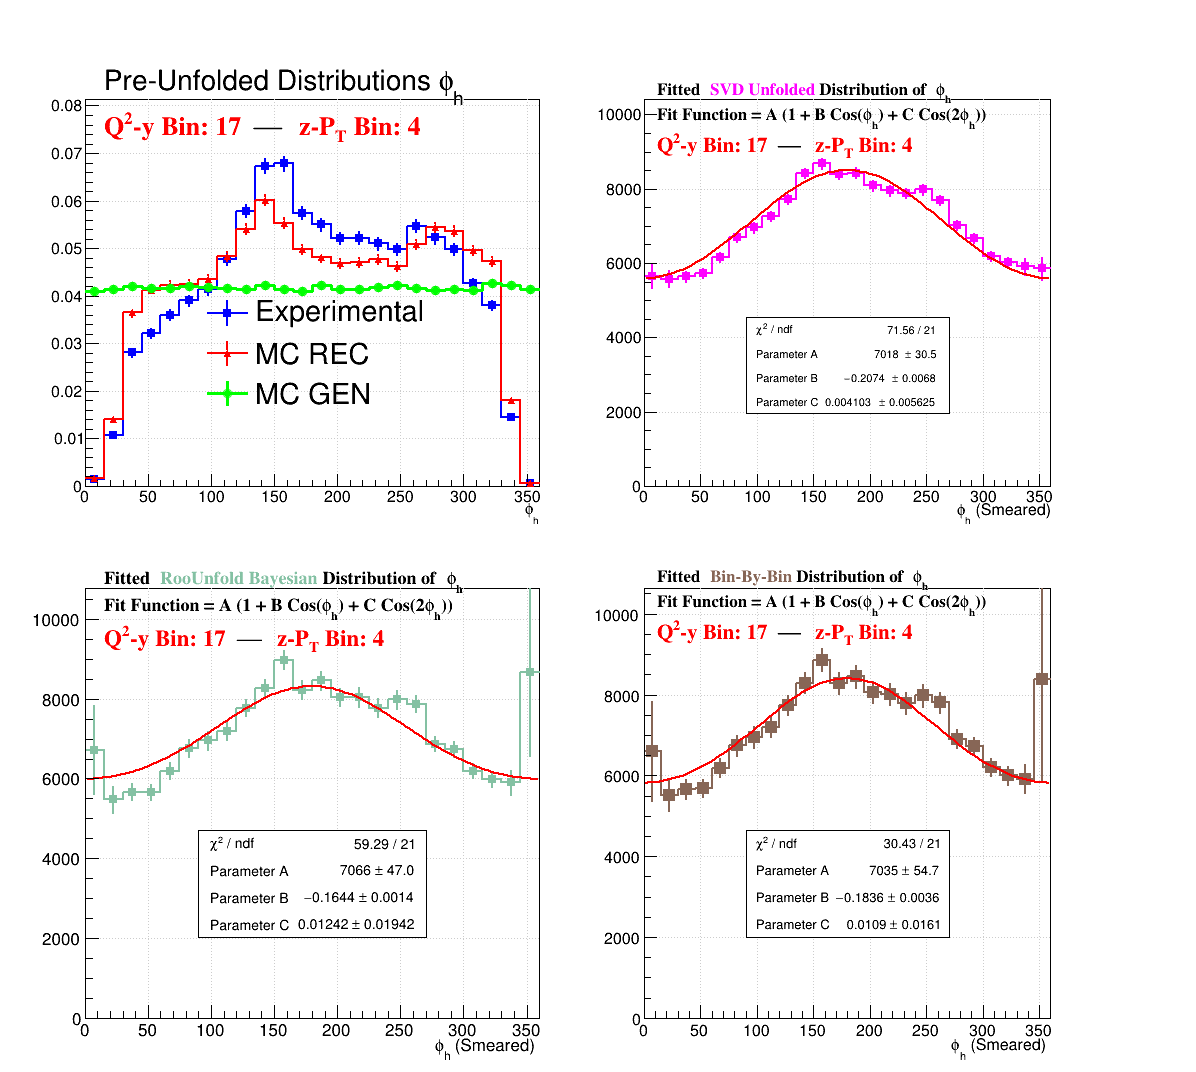 Pre-Unfolded Distributions ϕh
Q²-y Bin: 17 — z-PT Bin: 4
0.08
0.07
0.06
0.05
0.04
0.03
0.02
0.01
0
Experimental
MC REC
MC GEN
0 50 100 150 200 250 300 350
ϕh
Fitted SVD Unfolded Distribution of ϕh
Fit Function = A (1 + B Cos(ϕh) + C Cos(2ϕh))
Q²-y Bin: 17 — z-PT Bin: 4
10000
8000
6000
4000
2000
0
χ² / ndf 71.56 / 21
Parameter A 7018 ± 30.5
Parameter B −0.2074 ± 0.0068
Parameter C 0.004103 ± 0.005625
0 50 100 150 200 250 300 350
ϕh (Smeared)
Fitted RooUnfold Bayesian Distribution of ϕh
Fit Function = A (1 + B Cos(ϕh) + C Cos(2ϕh))
Q²-y Bin: 17 — z-PT Bin: 4
10000
8000
6000
4000
2000
0
χ² / ndf 59.29 / 21
Parameter A 7066 ± 47.0
Parameter B −0.1644 ± 0.0014
Parameter C 0.01242 ± 0.01942
0 50 100 150 200 250 300 350
ϕh (Smeared)
Fitted Bin-By-Bin Distribution of ϕh
Fit Function = A (1 + B Cos(ϕh) + C Cos(2ϕh))
Q²-y Bin: 17 — z-PT Bin: 4
10000
8000
6000
4000
2000
0
χ² / ndf 30.43 / 21
Parameter A 7035 ± 54.7
Parameter B −0.1836 ± 0.0036
Parameter C 0.0109 ± 0.0161
0 50 100 150 200 250 300 350
ϕh (Smeared)